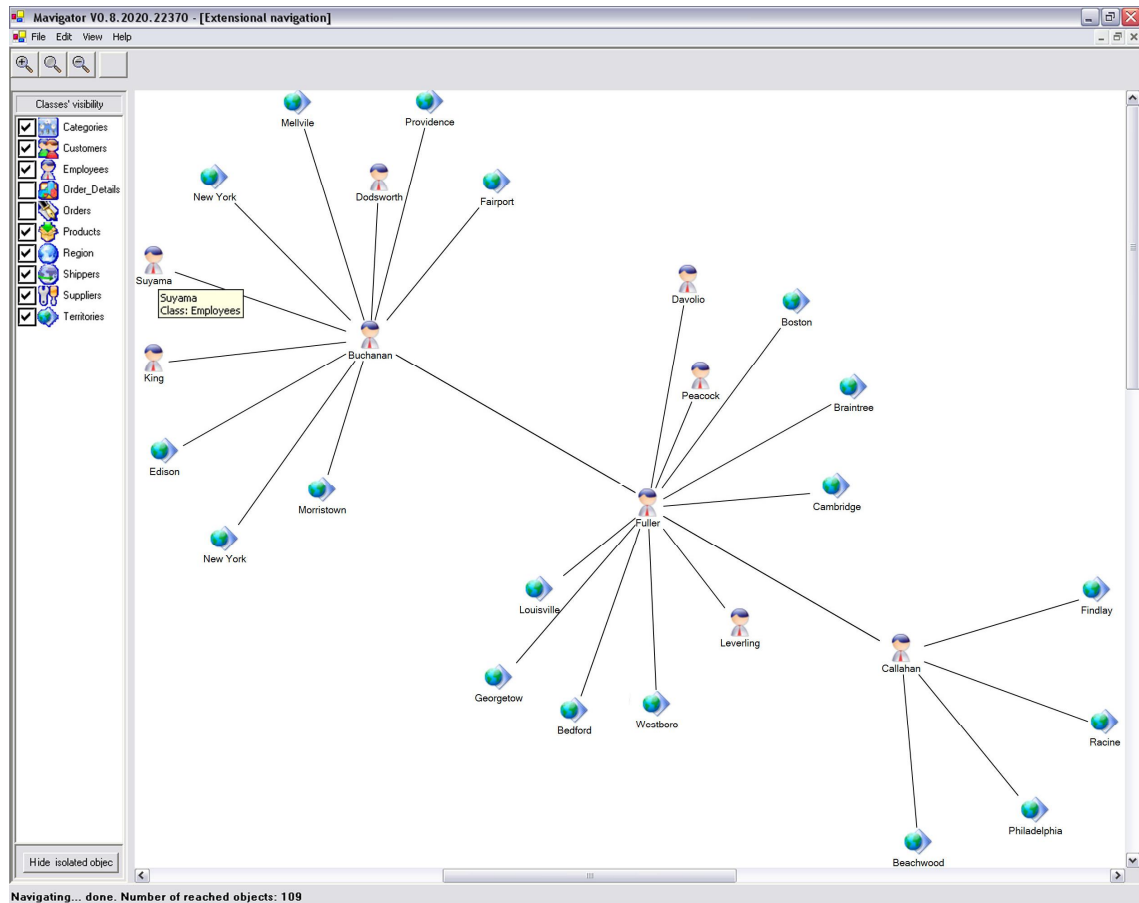 Mavigator V0.8.2020.22370 - [Extensional navigation]
File Edit View Help
Classes' visibility
Categories
Customers
Employees
Order_Details
Orders
Products
Region
Shippers
Suppliers
Territories
Hide isolated objec
Mellvile
Providence
New York
Dodsworth
Fairport
Suyama
Suyama
Class: Employees
Buchanan
King
Edison
Morristown
New York
Davolio
Boston
Peacock
Braintree
Cambridge
Fuller
Louisville
Leverling
Georgetow
Bedford
Westboro
Callahan
Findlay
Racine
Philadelphia
Beachwood
Navigating... done. Number of reached objects: 109